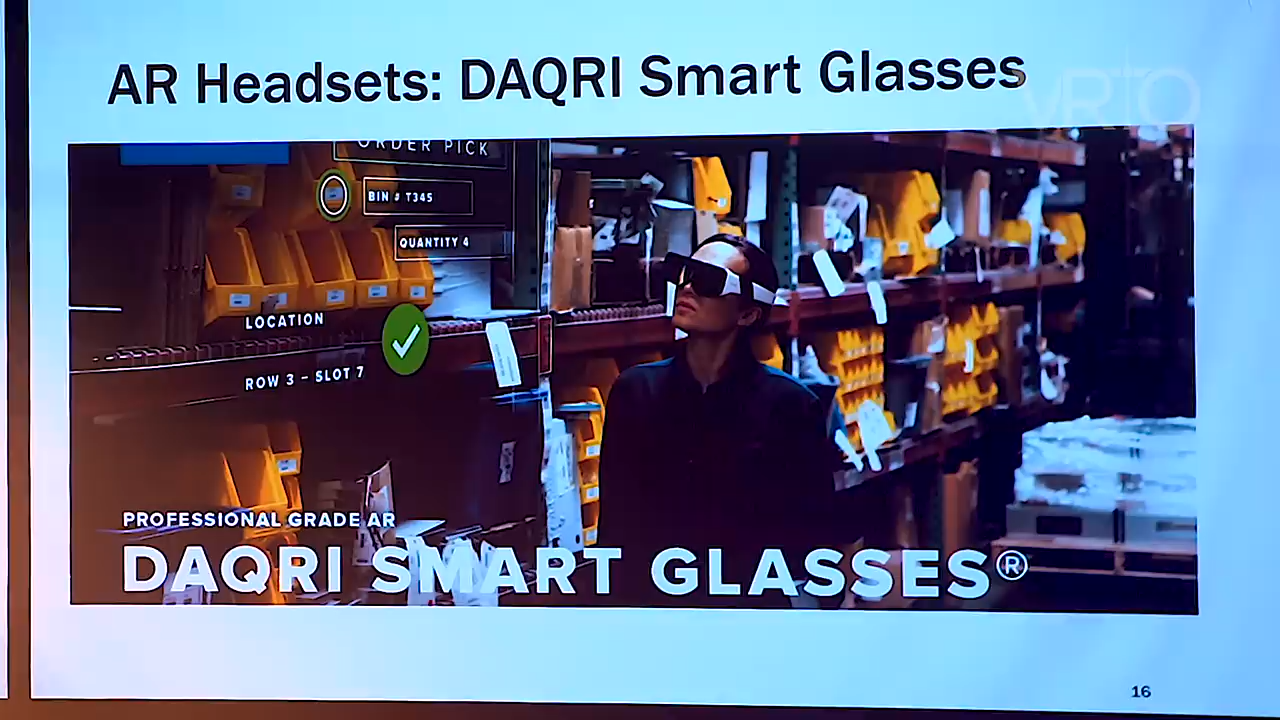 AR Headsets: DAQRI Smart Glasses
VRTO
ORDER PICK
BIN # T345
QUANTITY 4
LOCATION
ROW 3 – SLOT 7
PROFESSIONAL GRADE AR
DAQRI SMART GLASSES®
16